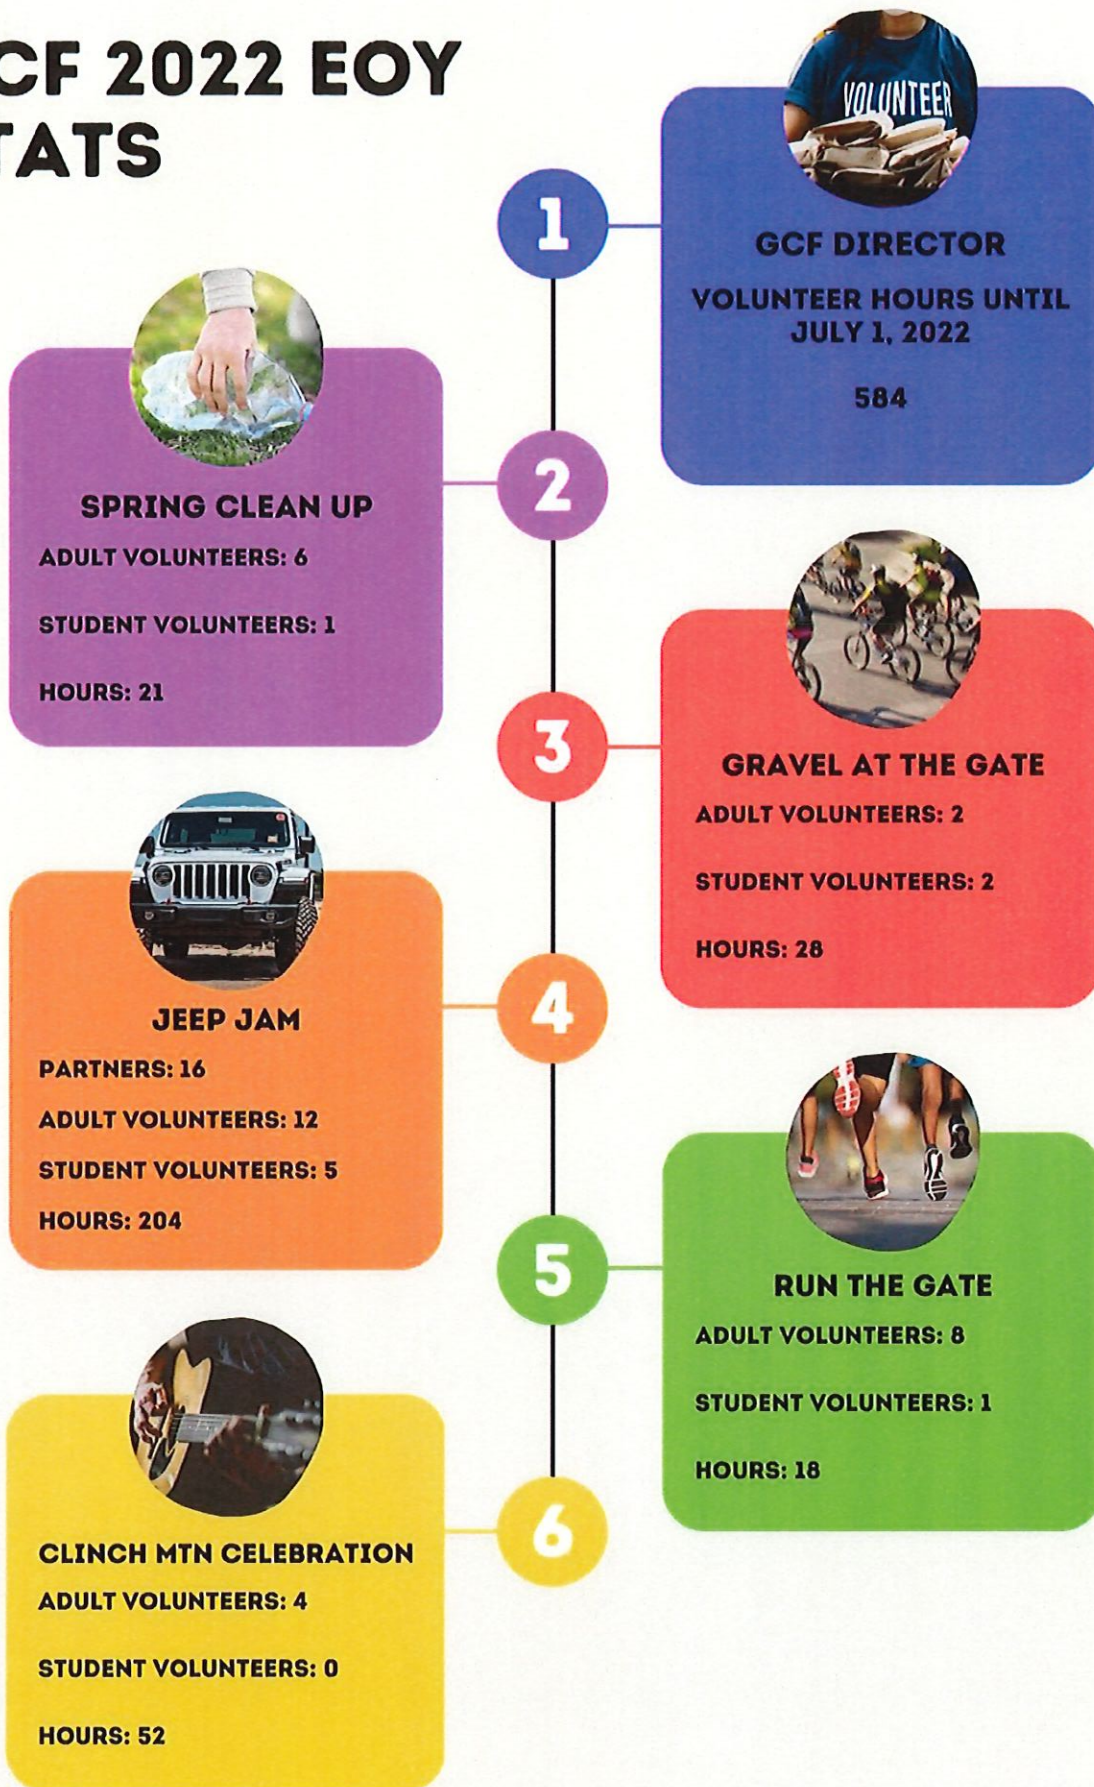 CF 2022 EOY
TATS
VOLUNTEER
1
GCF DIRECTOR
VOLUNTEER HOURS UNTIL
JULY 1, 2022
584
2
SPRING CLEAN UP
ADULT VOLUNTEERS: 6
STUDENT VOLUNTEERS: 1
HOURS: 21
3
GRAVEL AT THE GATE
ADULT VOLUNTEERS: 2
STUDENT VOLUNTEERS: 2
HOURS: 28
4
JEEP JAM
PARTNERS: 16
ADULT VOLUNTEERS: 12
STUDENT VOLUNTEERS: 5
HOURS: 204
5
RUN THE GATE
ADULT VOLUNTEERS: 8
STUDENT VOLUNTEERS: 1
HOURS: 18
6
CLINCH MTN CELEBRATION
ADULT VOLUNTEERS: 4
STUDENT VOLUNTEERS: 0
HOURS: 52